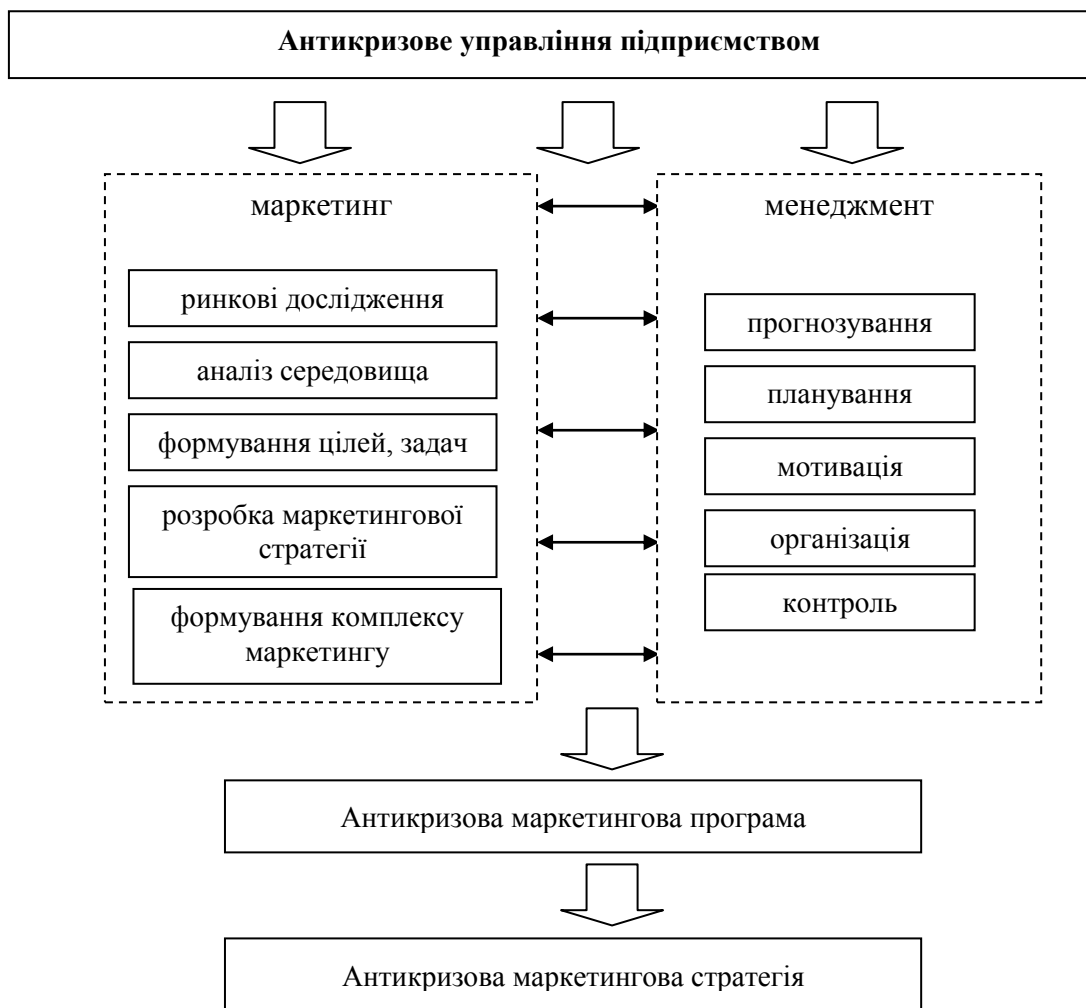 Антикризове управління підприємством
маркетинг
ринкові дослідження
аналіз середовища
формування цілей, задач
розробка маркетингової
стратегії
формування комплексу
маркетингу
менеджмент
прогнозування
планування
мотивація
організація
контроль
Антикризова маркетингова програма
Антикризова маркетингова стратегія